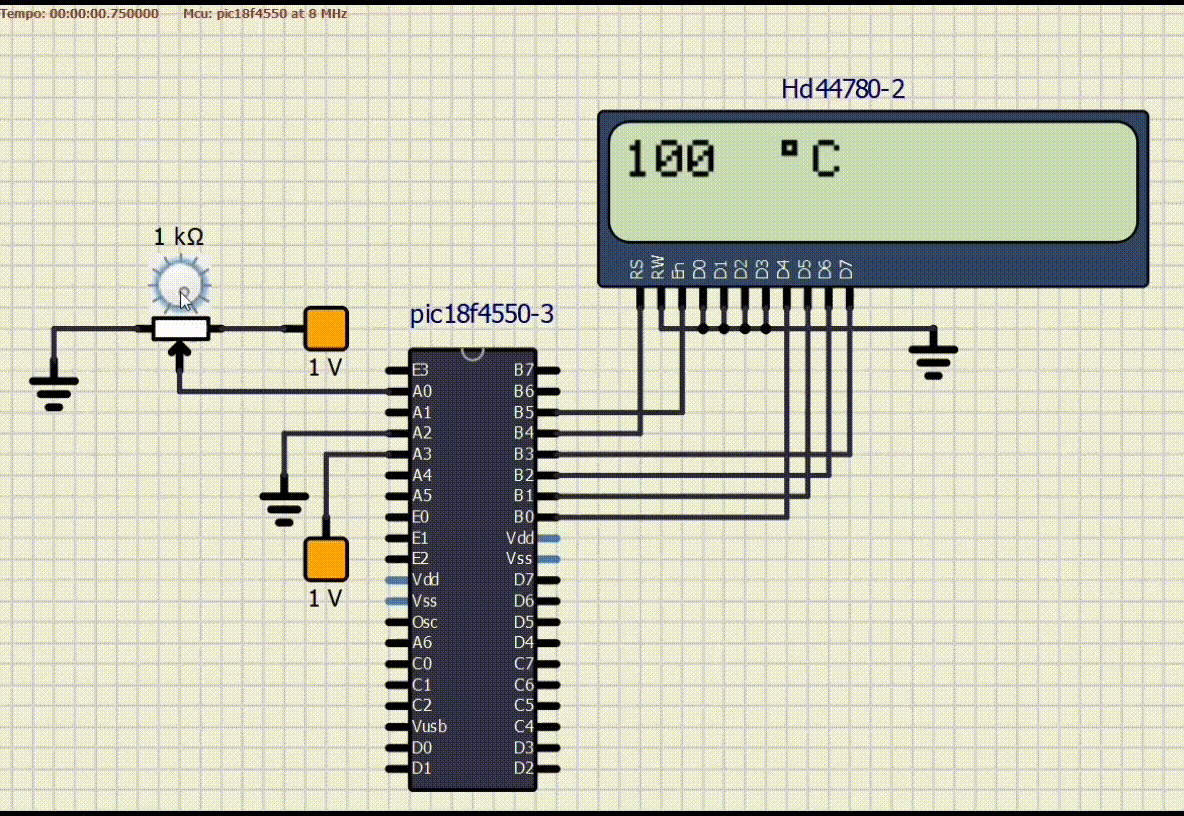 Tempo: 00:00:00.750000 Mcu: pic18f4550 at 8 MHz
Hd44780-2
100 °C
RS RW En D0 D1 D2 D3 D4 D5 D6 D7
1 kΩ
1 V
pic18f4550-3
E3 B7
A0 B6
A1 B5
A2 B4
A3 B3
A4 B2
A5 B1
E0 B0
E1 Vdd
E2 Vss
Vdd D7
1 V
Vss D6
Osc D5
A6 D4
C0 C7
C1 C6
C2 C5
Vusb C4
D0 D3
D1 D2